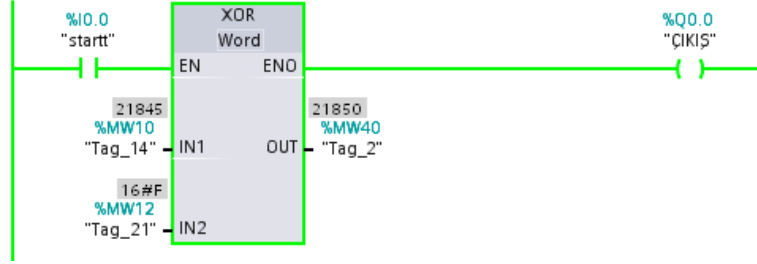 %I0.0
"startt"
XOR
Word
%Q0.0
"ÇIKIŞ"
EN ENO
21845
%MW10
"Tag_14"
IN1
21850
%MW40
OUT
"Tag_2"
16#F
%MW12
"Tag_21"
IN2